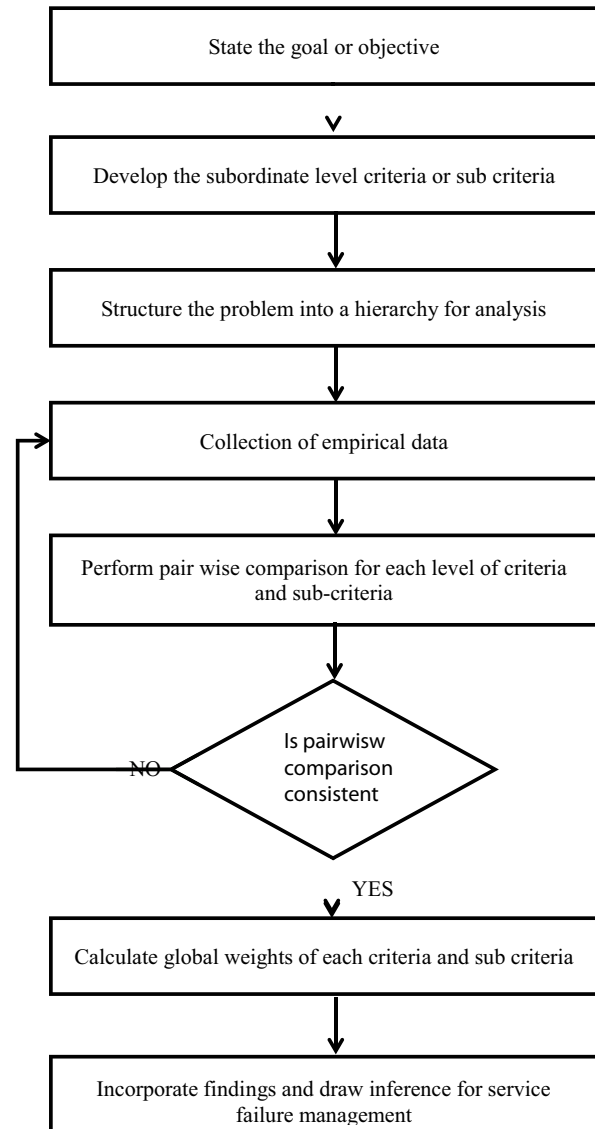 State the goal or objective
Develop the subordinate level criteria or sub criteria
Structure the problem into a hierarchy for analysis
Collection of empirical data
Perform pair wise comparison for each level of criteria
and sub-criteria
Is pairwisw
comparison
consistent
NO
YES
Calculate global weights of each criteria and sub criteria
Incorporate findings and draw inference for service
failure management